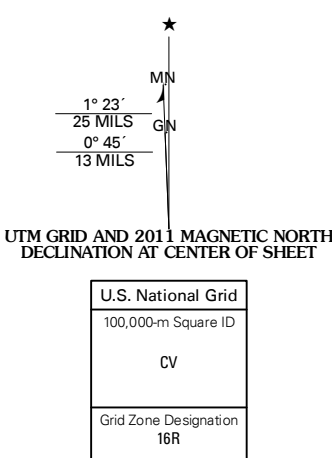 ★
MN
1° 23´
25 MILS
GN
0° 45´
13 MILS
UTM GRID AND 2011 MAGNETIC NORTH
DECLINATION AT CENTER OF SHEET
U.S. National Grid
100,000-m Square ID
CV
Grid Zone Designation
16R